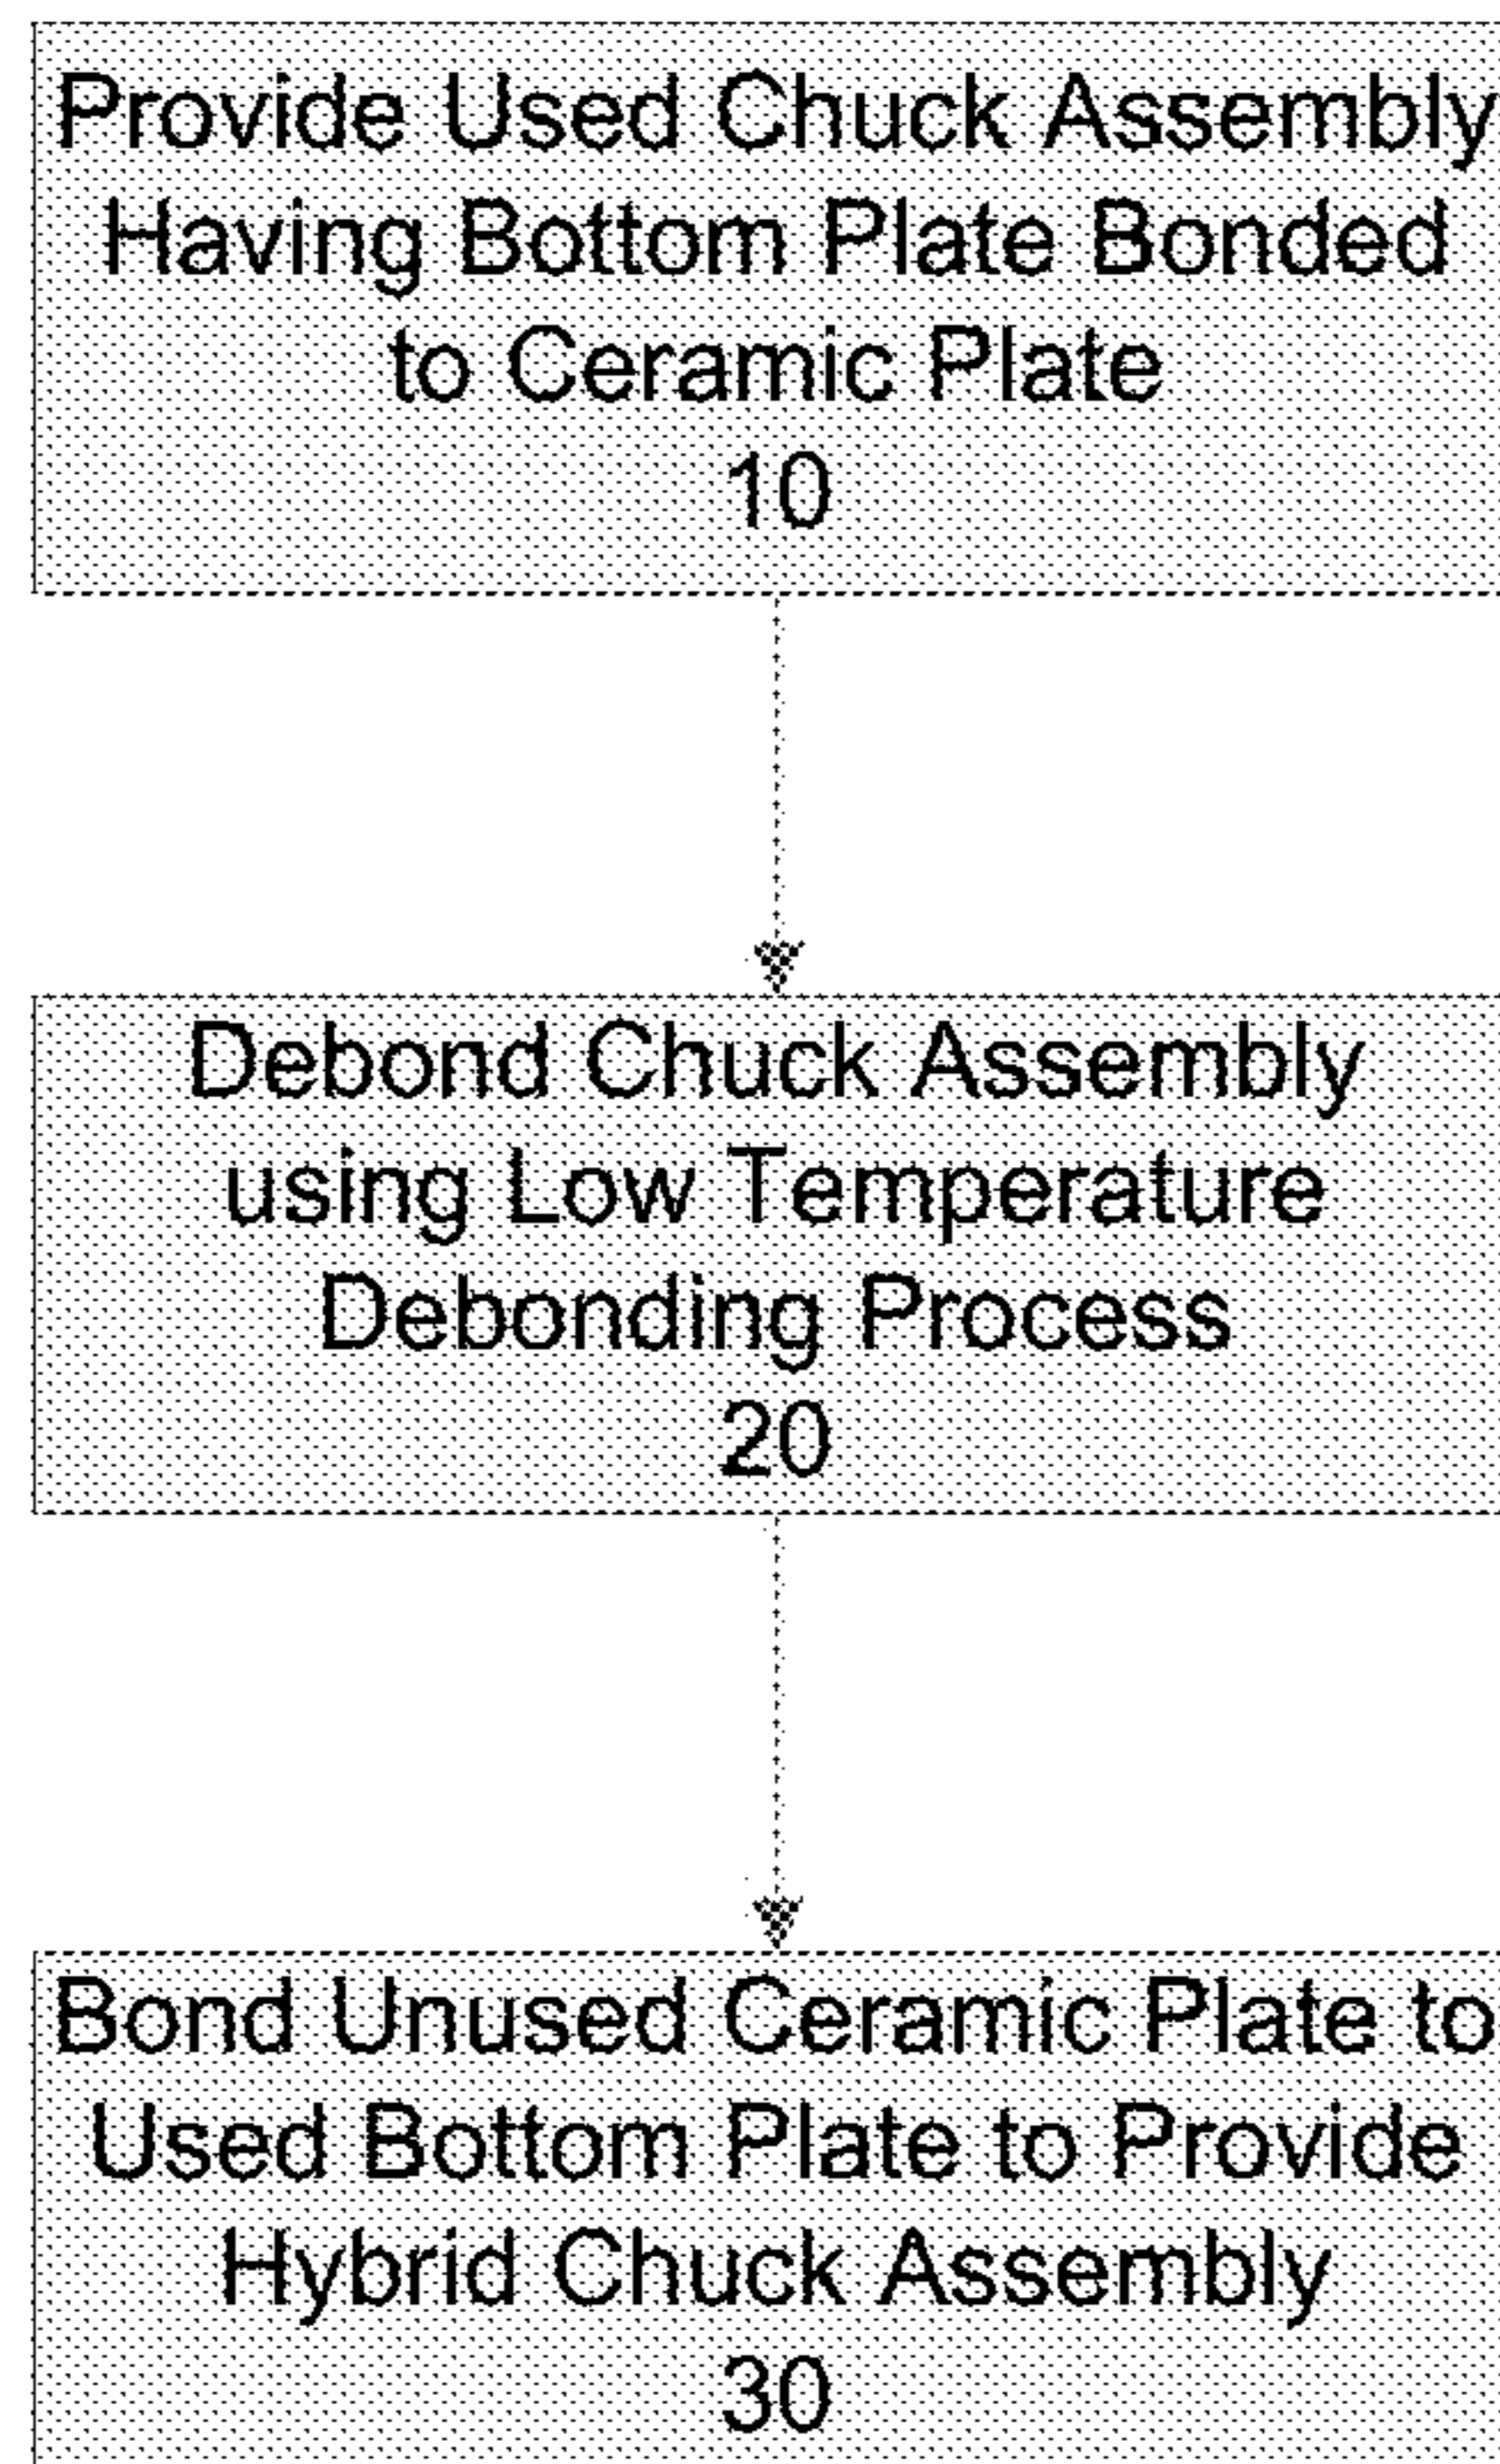 Provide Used Chuck Assembly
Having Bottom Plate Bonded
to Ceramic Plate
10
Debond Chuck Assembly
using Low Temperature
Debonding Process
20
Bond Unused Ceramic Plate to
Used Bottom Plate to Provide
Hybrid Chuck Assembly
30